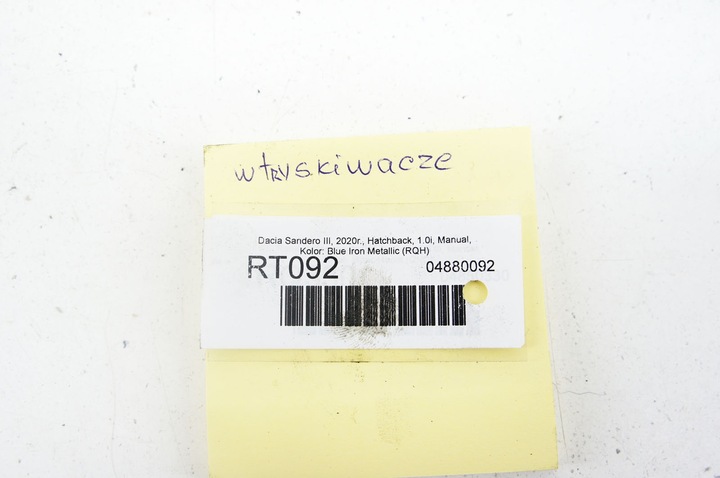 wtryskiwacze
Dacia Sandero III, 2020r., Hatchback, 1.0i, Manual,
Kolor: Blue Iron Metallic (RQH)
RT092 04880092